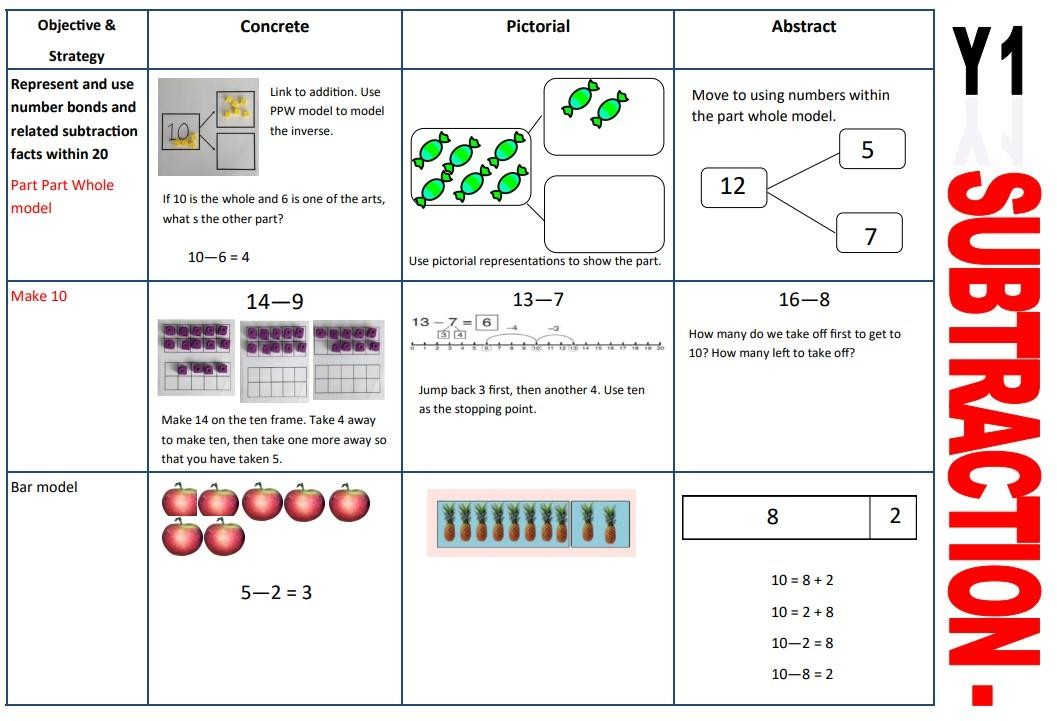 Objective &
Strategy
Concrete
Pictorial
Abstract
Represent and use
number bonds and
related subtraction
facts within 20
Part Part Whole
model
10
Link to addition. Use
PPW model to model
the inverse.
If 10 is the whole and 6 is one of the arts,
what s the other part?
10—6 = 4
Use pictorial representations to show the part.
Move to using numbers within
the part whole model.
12
5
7
Make 10
14—9
Make 14 on the ten frame. Take 4 away
to make ten, then take one more away so
that you have taken 5.
13—7
13 – 7 = 6
3 4
–4
–3
0 1 2 3 4 5 6 7 8 9 10 11 12 13 14 15 16 17 18 19 20
Jump back 3 first, then another 4. Use ten
as the stopping point.
16—8
How many do we take off first to get to
10? How many left to take off?
Bar model
5—2 = 3
8
2
10 = 8 + 2
10 = 2 + 8
10—2 = 8
10—8 = 2
Y1 SUBTRACTION -